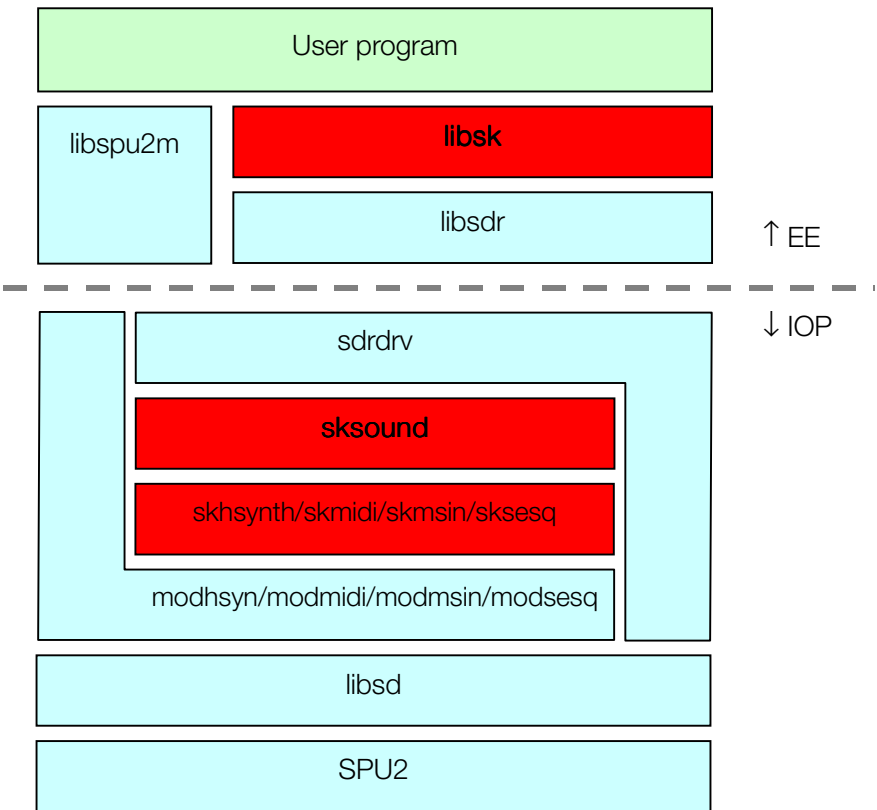 User program
libspu2m
libsk
libsdr
↑ EE
↓ IOP
sdrdrv
sksound
skhsynth/skmidi/skmsin/sksesq
modhsyn/modmidi/modmsin/modsesq
libsd
SPU2